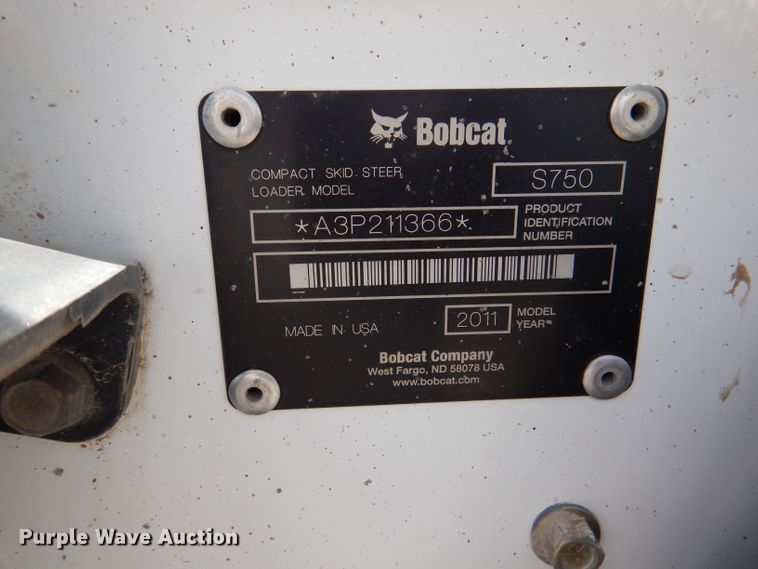 Bobcat
COMPACT SKID STEER
LOADER MODEL
S750
*A3P211366*
PRODUCT
IDENTIFICATION
NUMBER
MADE IN USA
2011
MODEL
YEAR
Bobcat Company
West Fargo, ND 58078 USA
www.bobcat.com
Purple Wave Auction